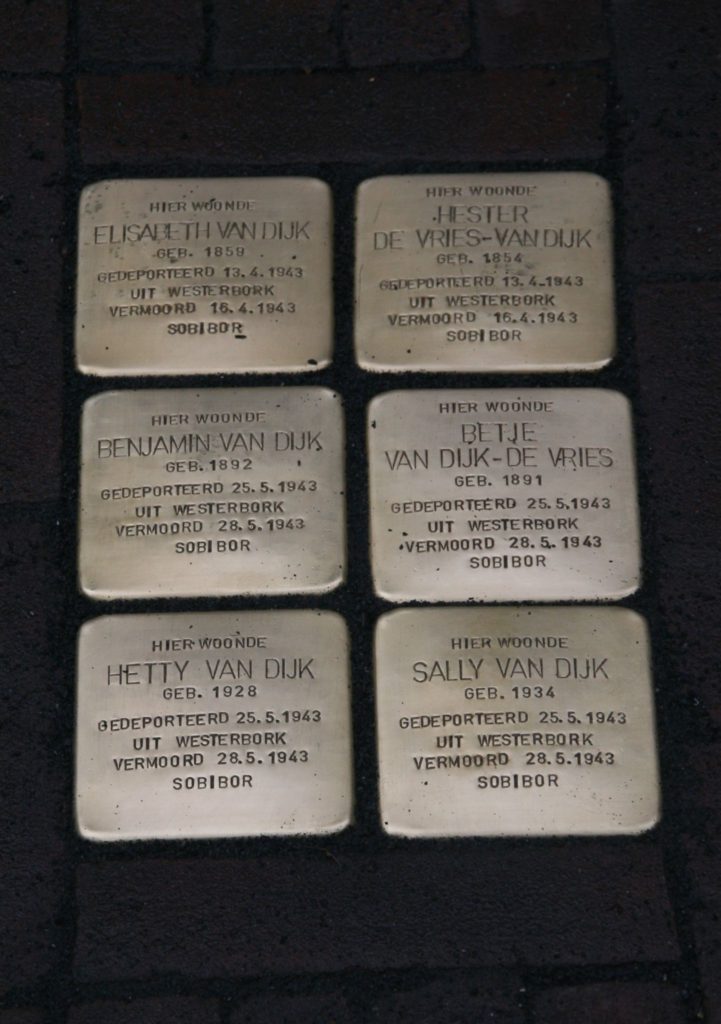 HIER WOONDE
ELISABETH VAN DIJK
GEB. 1859
GEDEPORTEERD 13.4.1943
UIT WESTERBORK
VERMOORD 16.4.1943
SOBIBOR
HIER WOONDE
HESTER
DE VRIES-VAN DIJK
GEB. 1854
GEDEPORTEERD 13.4.1943
UIT WESTERBORK
VERMOORD 16.4.1943
SOBIBOR
HIER WOONDE
BENJAMIN VAN DIJK
GEB. 1892
GEDEPORTEERD 25.5.1943
UIT WESTERBORK
VERMOORD 28.5.1943
SOBIBOR
HIER WOONDE
BETJE
VAN DIJK-DE VRIES
GEB. 1891
GEDEPORTEERD 25.5.1943
UIT WESTERBORK
VERMOORD 28.5.1943
SOBIBOR
HIER WOONDE
HETTY VAN DIJK
GEB. 1928
GEDEPORTEERD 25.5.1943
UIT WESTERBORK
VERMOORD 28.5.1943
SOBIBOR
HIER WOONDE
SALLY VAN DIJK
GEB. 1934
GEDEPORTEERD 25.5.1943
UIT WESTERBORK
VERMOORD 28.5.1943
SOBIBOR